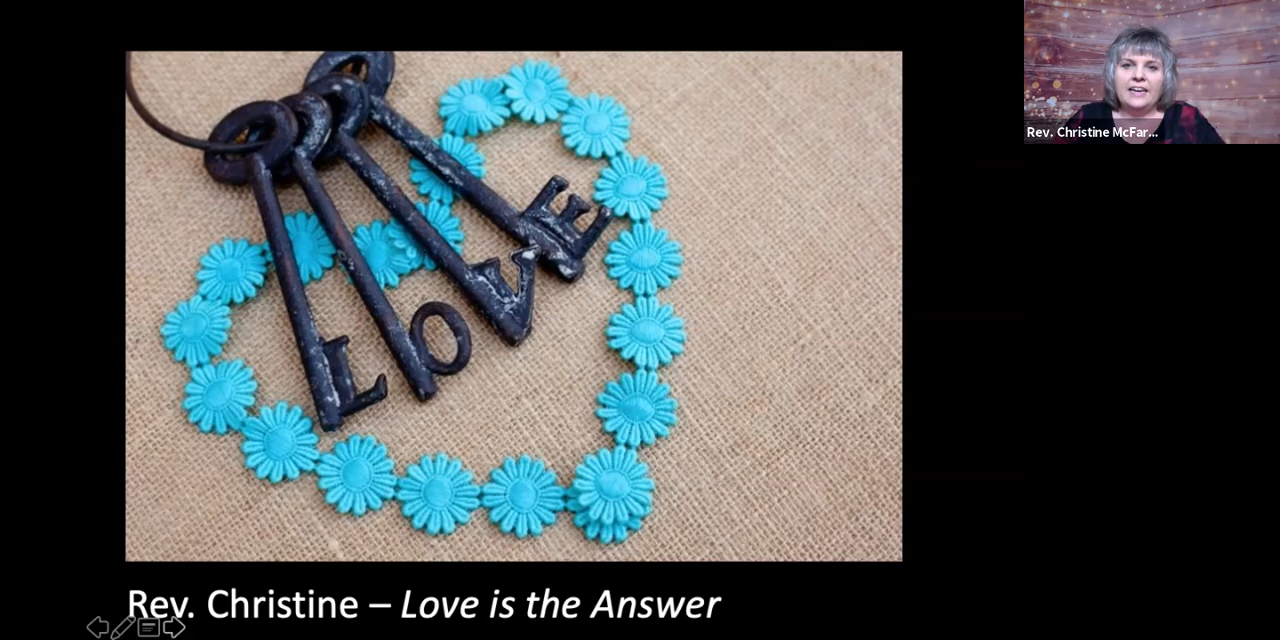 LOVE
Rev. Christine McFar...
Rev. Christine – Love is the Answer